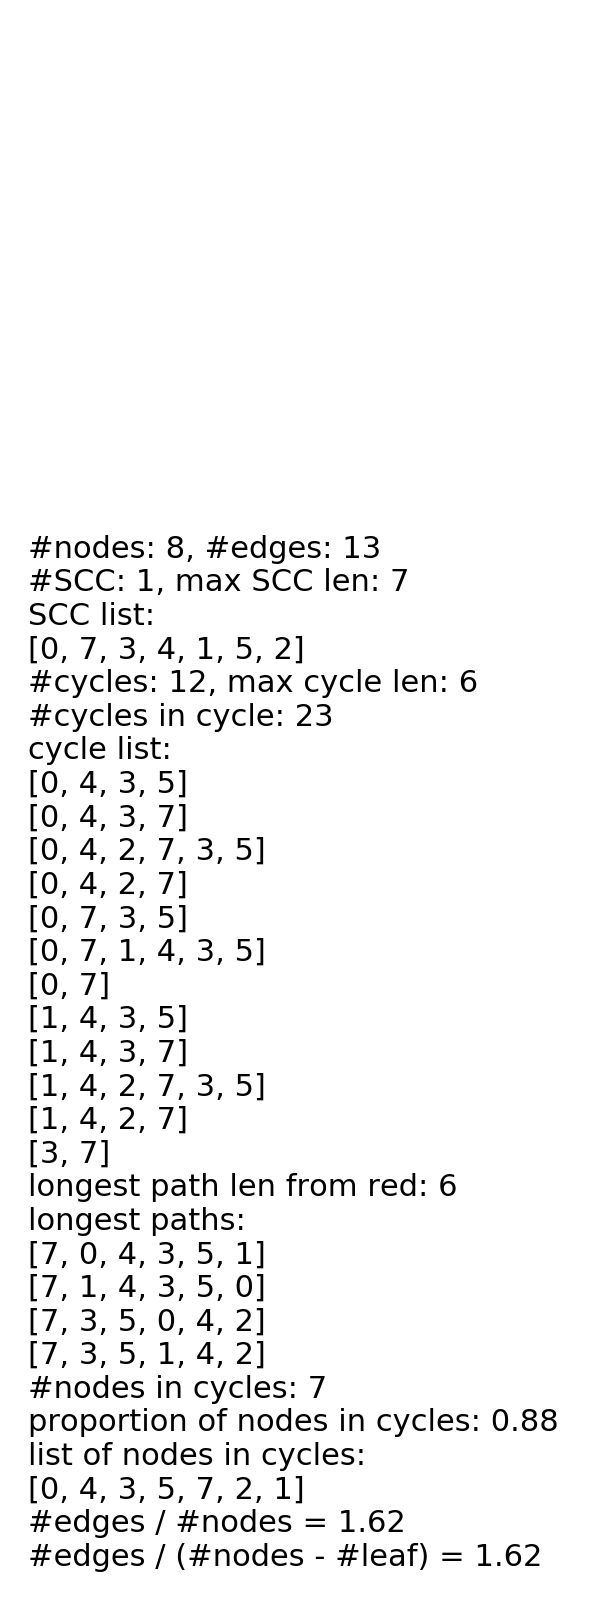 #nodes: 8, #edges: 13
#SCC: 1, max SCC len: 7
SCC list:
[0, 7, 3, 4, 1, 5, 2]
#cycles: 12, max cycle len: 6
#cycles in cycle: 23
cycle list:
[0, 4, 3, 5]
[0, 4, 3, 7]
[0, 4, 2, 7, 3, 5]
[0, 4, 2, 7]
[0, 7, 3, 5]
[0, 7, 1, 4, 3, 5]
[0, 7]
[1, 4, 3, 5]
[1, 4, 3, 7]
[1, 4, 2, 7, 3, 5]
[1, 4, 2, 7]
[3, 7]
longest path len from red: 6
longest paths:
[7, 0, 4, 3, 5, 1]
[7, 1, 4, 3, 5, 0]
[7, 3, 5, 0, 4, 2]
[7, 3, 5, 1, 4, 2]
#nodes in cycles: 7
proportion of nodes in cycles: 0.88
list of nodes in cycles:
[0, 4, 3, 5, 7, 2, 1]
#edges / #nodes = 1.62
#edges / (#nodes - #leaf) = 1.62